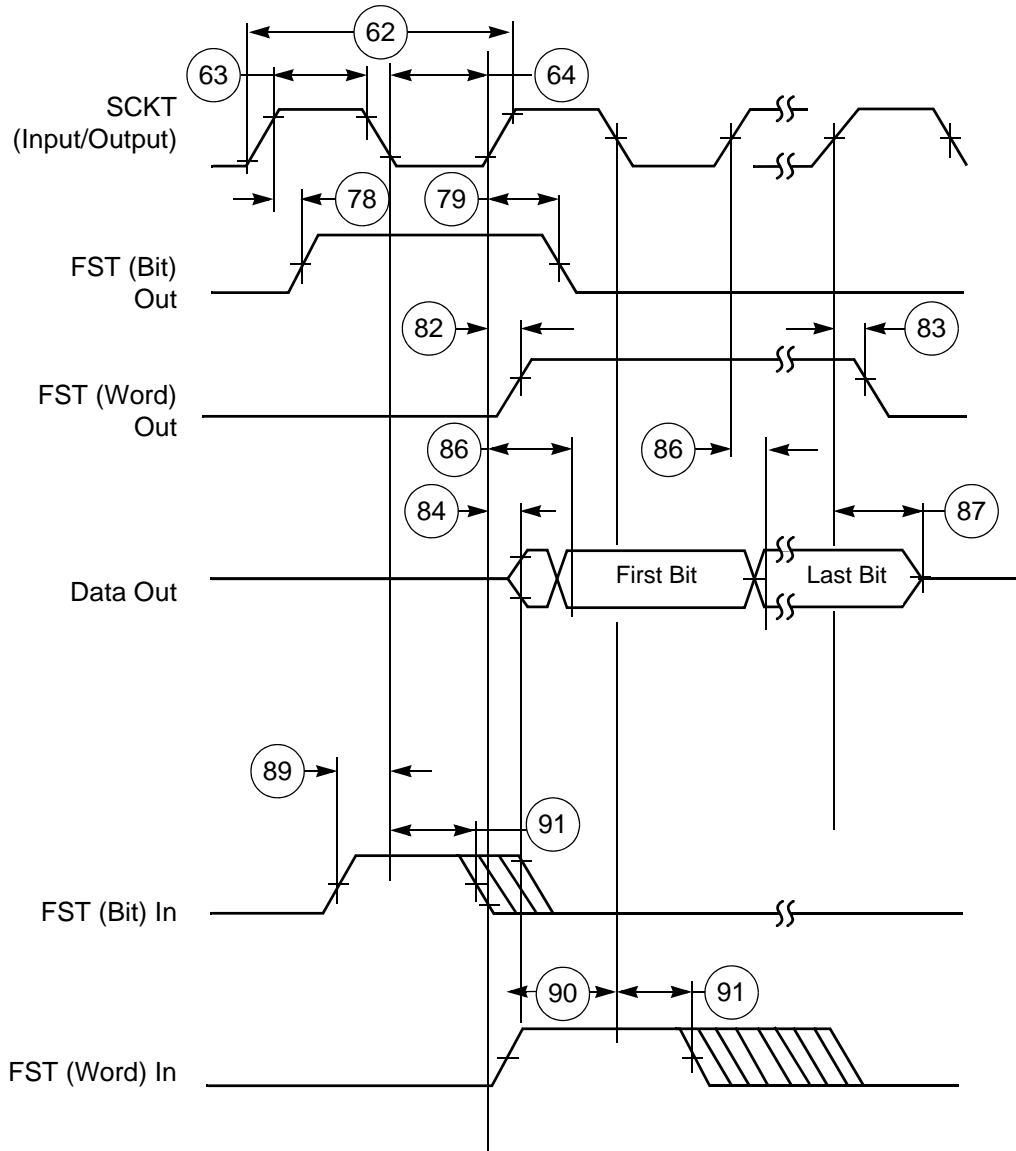 62
63
64
SCKT
(Input/Output)
78
79
FST (Bit)
Out
82
83
FST (Word)
Out
86
86
84
87
First Bit
Last Bit
Data Out
89
91
FST (Bit) In
90
91
FST (Word) In